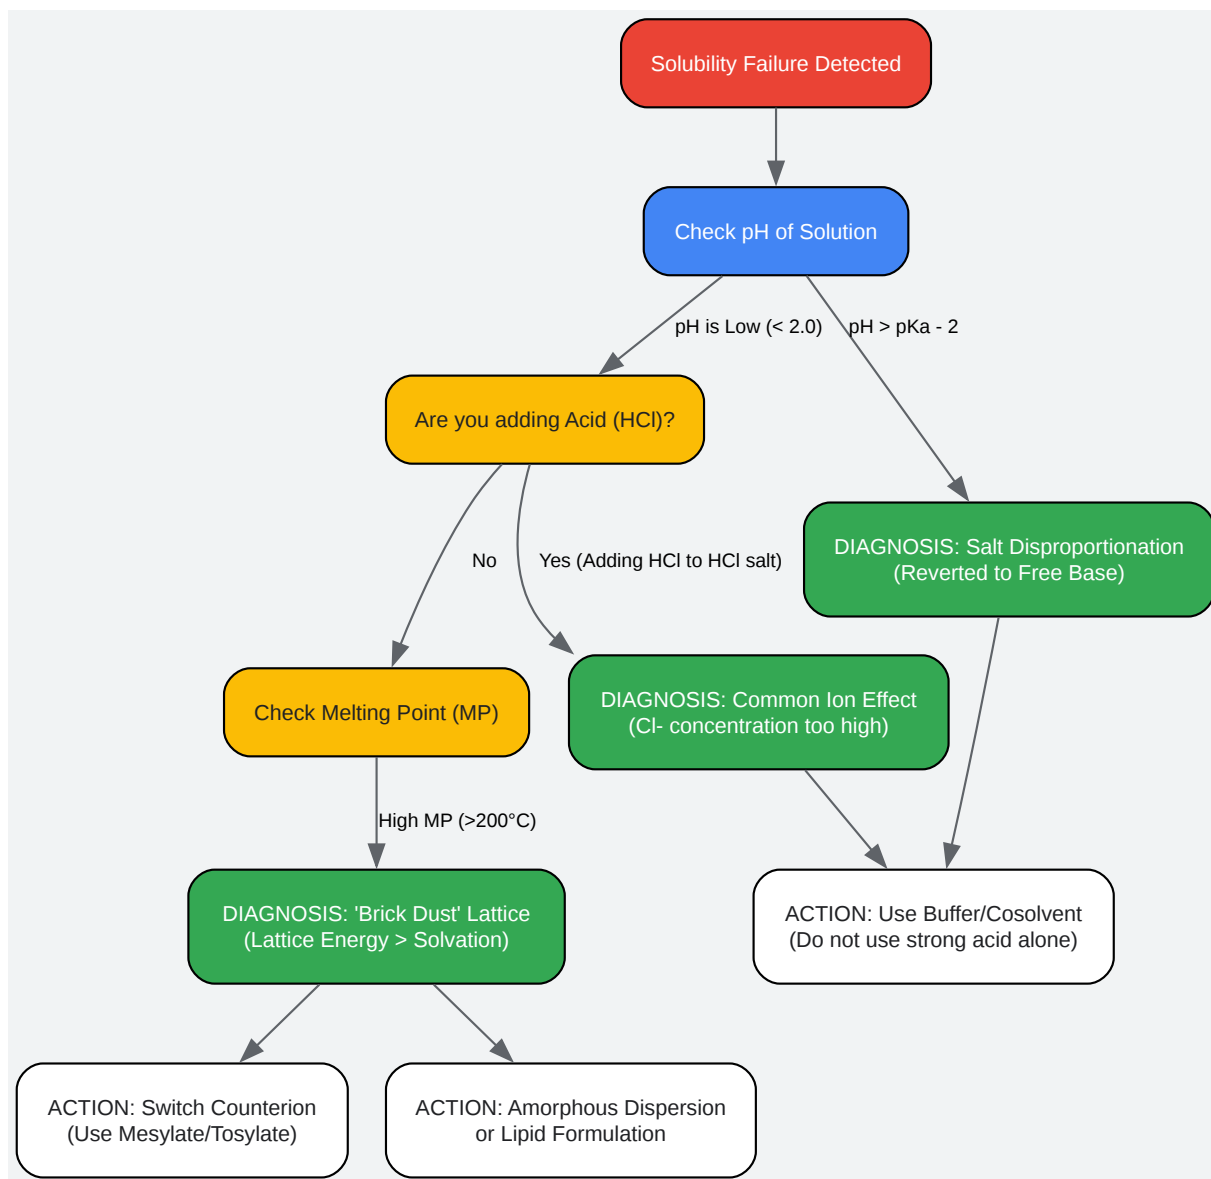 Solubility Failure Detected
Check pH of Solution
pH is Low (< 2.0)
pH > pKa - 2
Are you adding Acid (HCl)?
DIAGNOSIS: Salt Disproportionation
(Reverted to Free Base)
No
Yes (Adding HCl to HCl salt)
Check Melting Point (MP)
DIAGNOSIS: Common Ion Effect
(Cl- concentration too high)
High MP (>200°C)
DIAGNOSIS: 'Brick Dust' Lattice
(Lattice Energy > Solvation)
ACTION: Use Buffer/Cosolvent
(Do not use strong acid alone)
ACTION: Switch Counterion
(Use Mesylate/Tosylate)
ACTION: Amorphous Dispersion
or Lipid Formulation